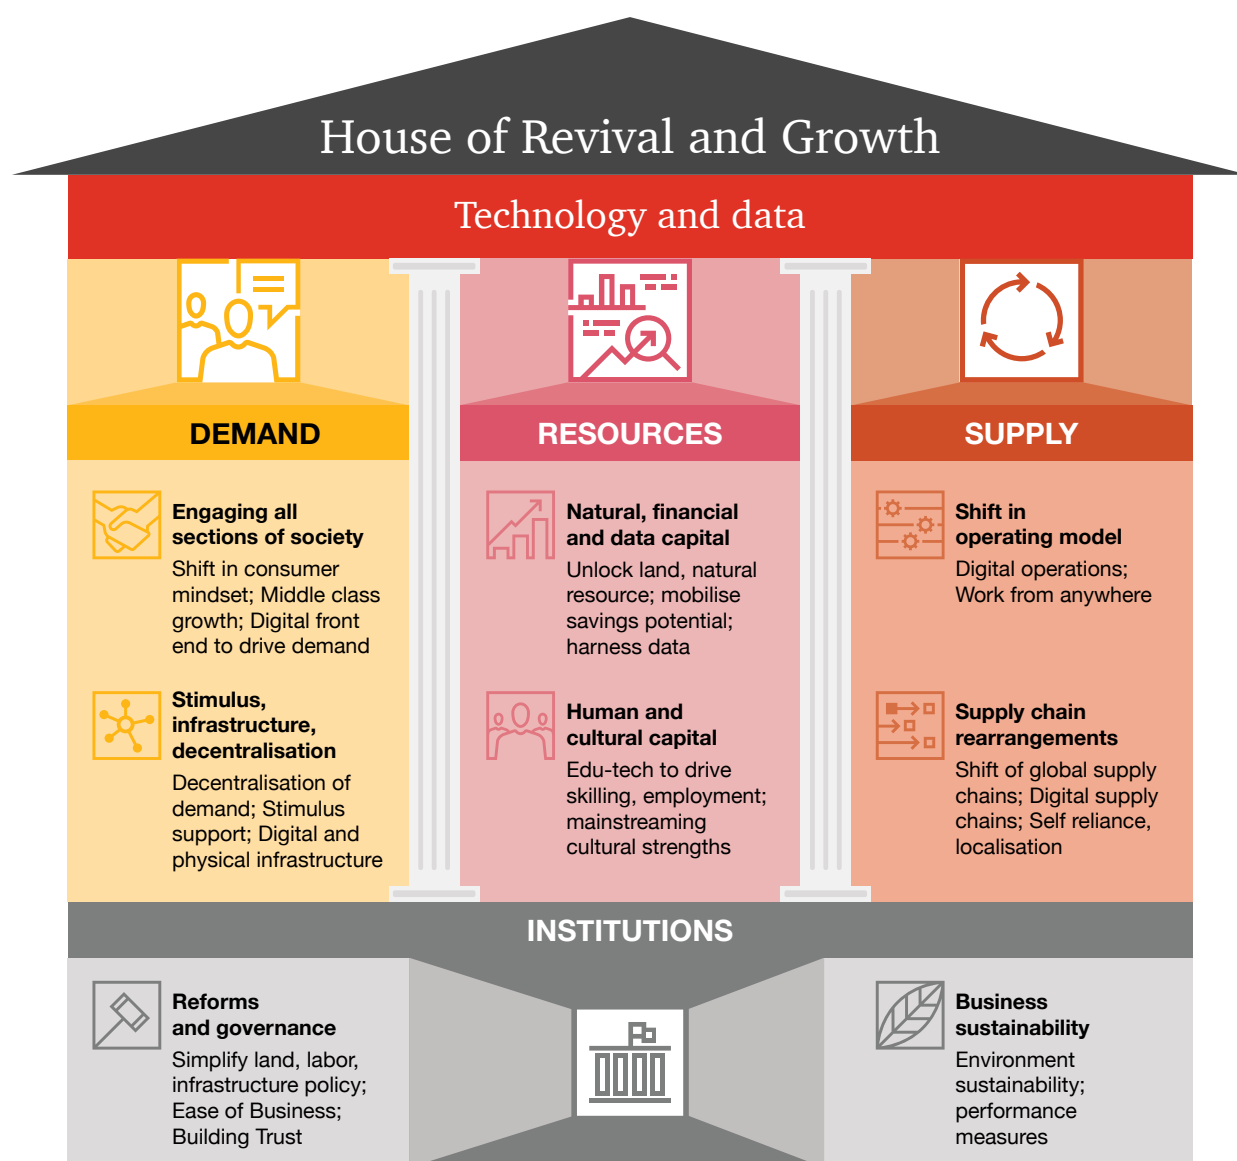 House of Revival and Growth
Technology and data
DEMAND
Engaging all
sections of society
Shift in consumer
mindset; Middle class
growth; Digital front
end to drive demand
Stimulus,
infrastructure,
decentralisation
Decentralisation of
demand; Stimulus
support; Digital and
physical infrastructure
RESOURCES
Natural, financial
and data capital
Unlock land, natural
resource; mobilise
savings potential;
harness data
Human and
cultural capital
Edu-tech to drive
skilling, employment;
mainstreaming
cultural strengths
SUPPLY
Shift in
operating model
Digital operations;
Work from anywhere
Supply chain
rearrangements
Shift of global supply
chains; Digital supply
chains; Self reliance,
localisation
INSTITUTIONS
Reforms
and governance
Simplify land, labor,
infrastructure policy;
Ease of Business;
Building Trust
Business
sustainability
Environment
sustainability;
performance
measures